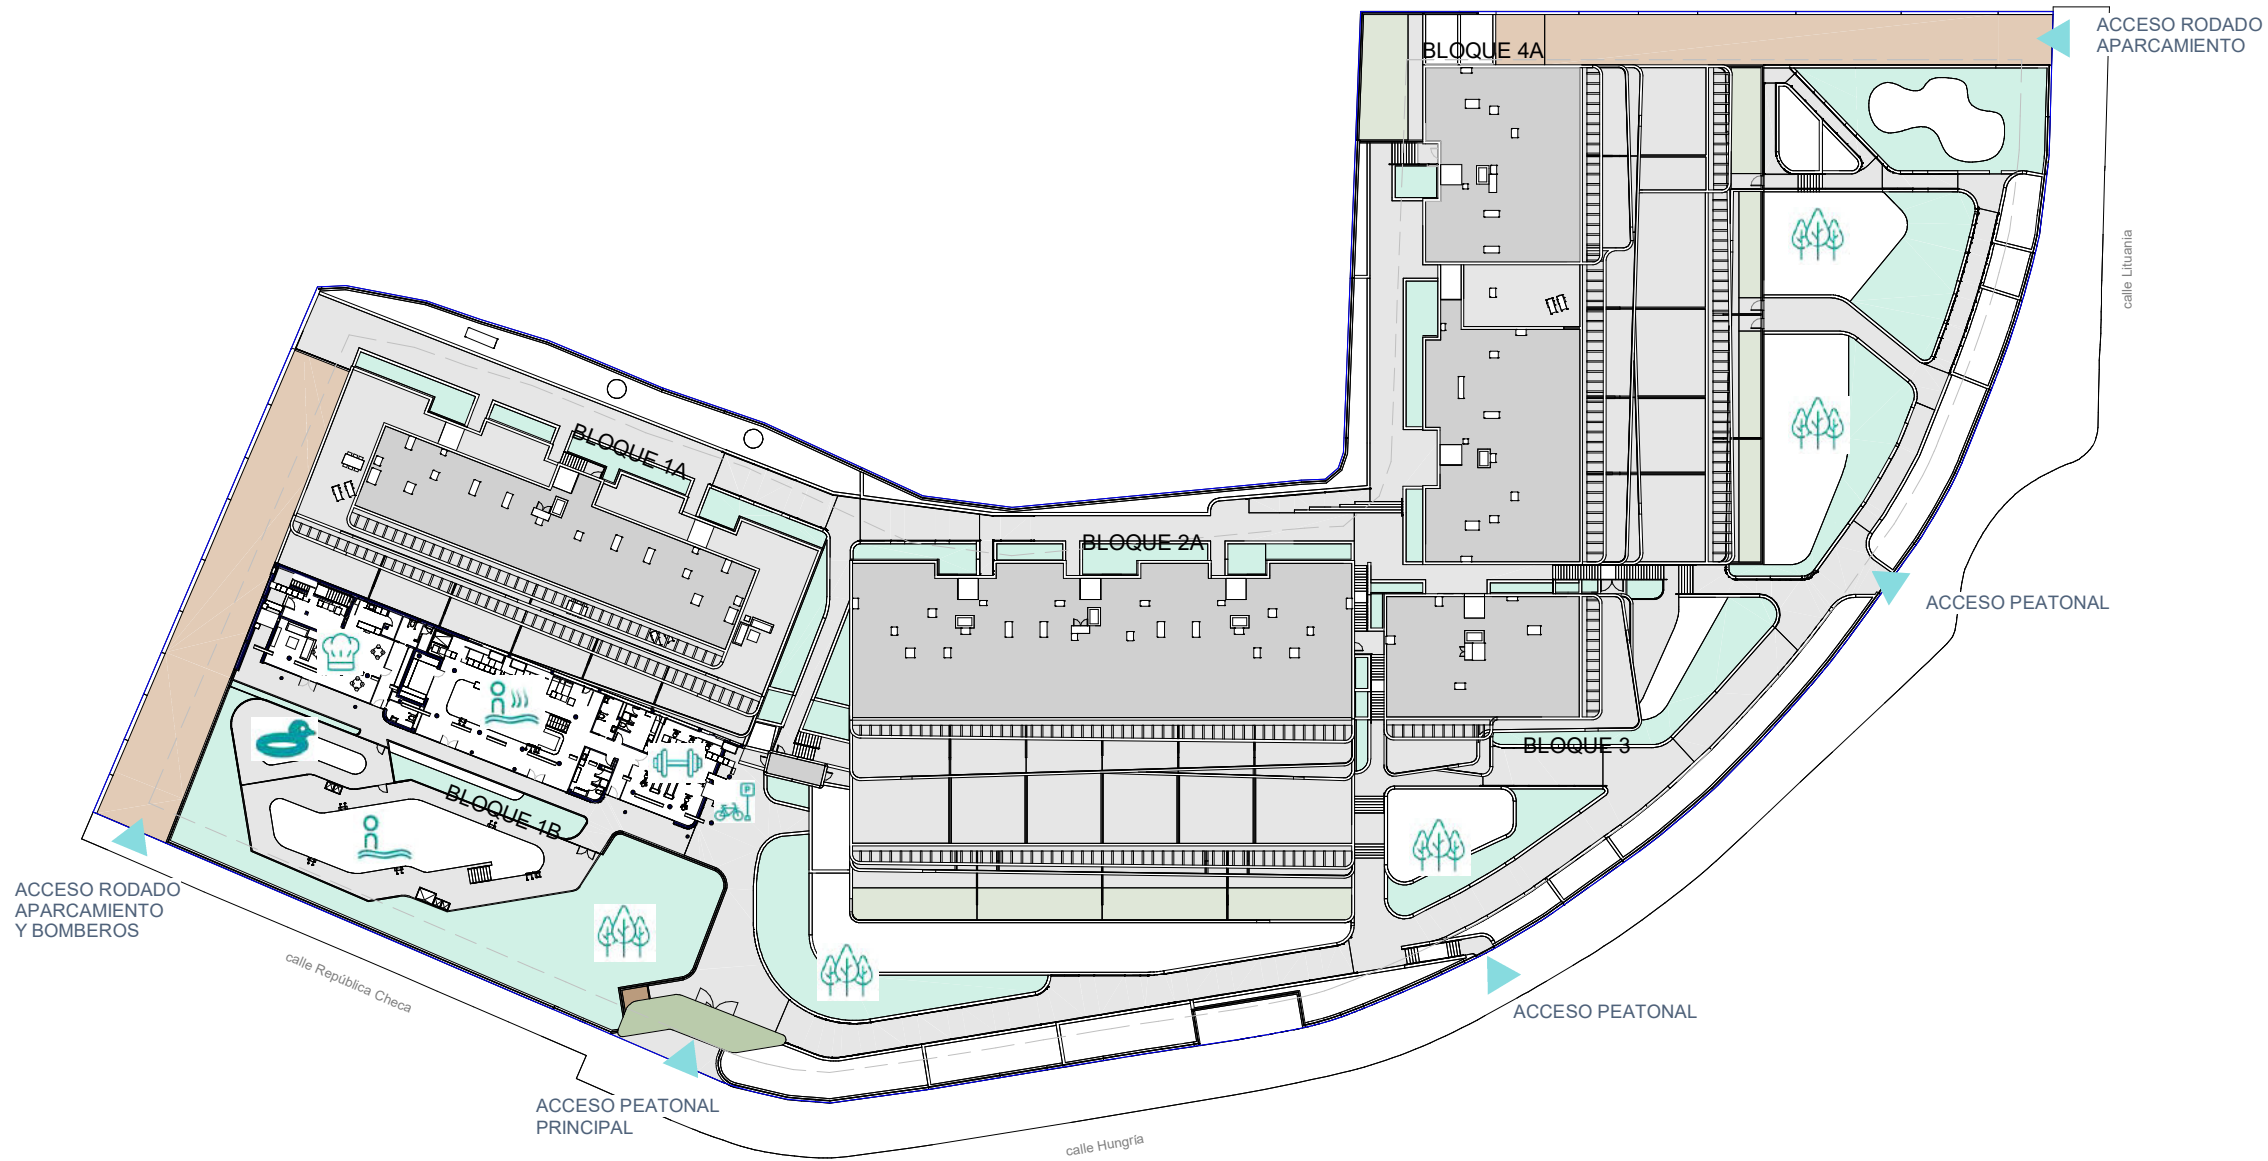 ACCESO RODADO
APARCAMIENTO
BLOQUE 4A
calle Lituania
BLOQUE 1A
BLOQUE 2A
ACCESO PEATONAL
BLOQUE 3
P
BLOQUE 1B
ACCESO RODADO
APARCAMIENTO
Y BOMBEROS
calle República Checa
ACCESO PEATONAL
ACCESO PEATONAL
PRINCIPAL
calle Hungría